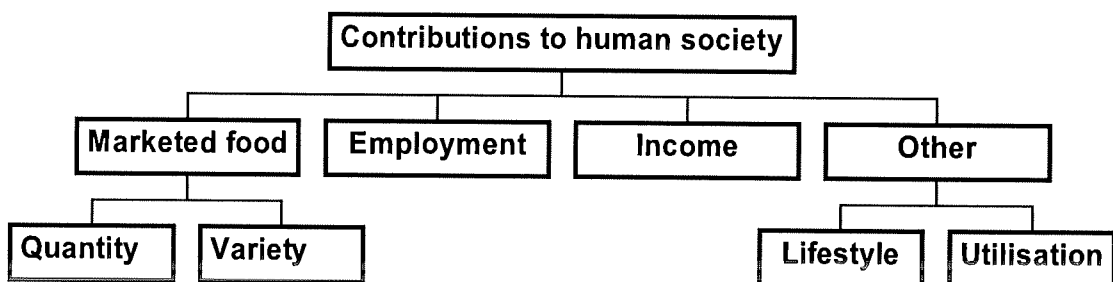 Contributions to human society
Marketed food
Employment
Income
Other
Quantity
Variety
Lifestyle
Utilisation